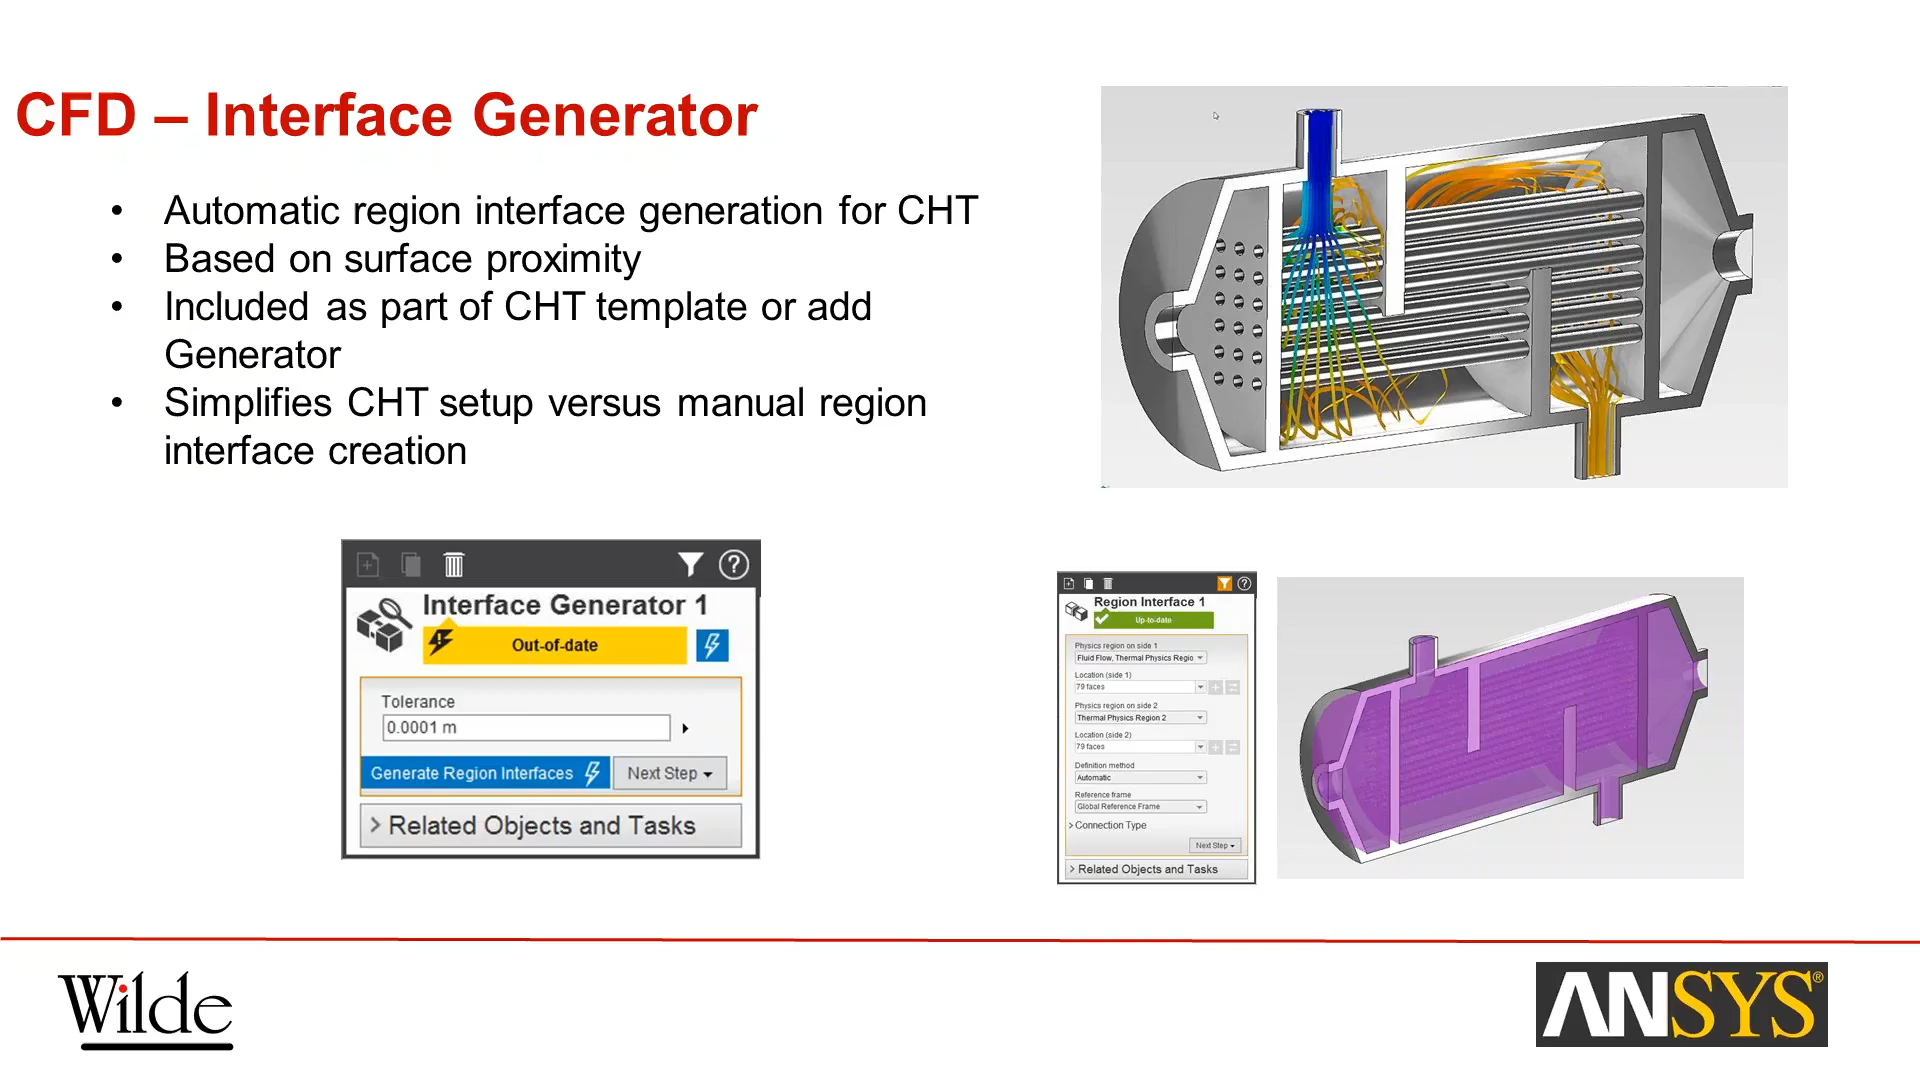 CFD – Interface Generator
• Automatic region interface generation for CHT
• Based on surface proximity
• Included as part of CHT template or add
Generator
• Simplifies CHT setup versus manual region
interface creation
Interface Generator 1
Out-of-date
Tolerance
0.0001 m
Generate Region Interfaces
Next Step
Related Objects and Tasks
Region Interface 1
Up-to-date
Physics region on side 1
Fluid Flow, Thermal Physics Regio
Location (side 1)
79 faces
Physics region on side 2
Thermal Physics Region 2
Location (side 2)
79 faces
Definition method
Automatic
Reference frame
Global Reference Frame
Connection Type
Next Step
Related Objects and Tasks
Wilde
ANSYS®